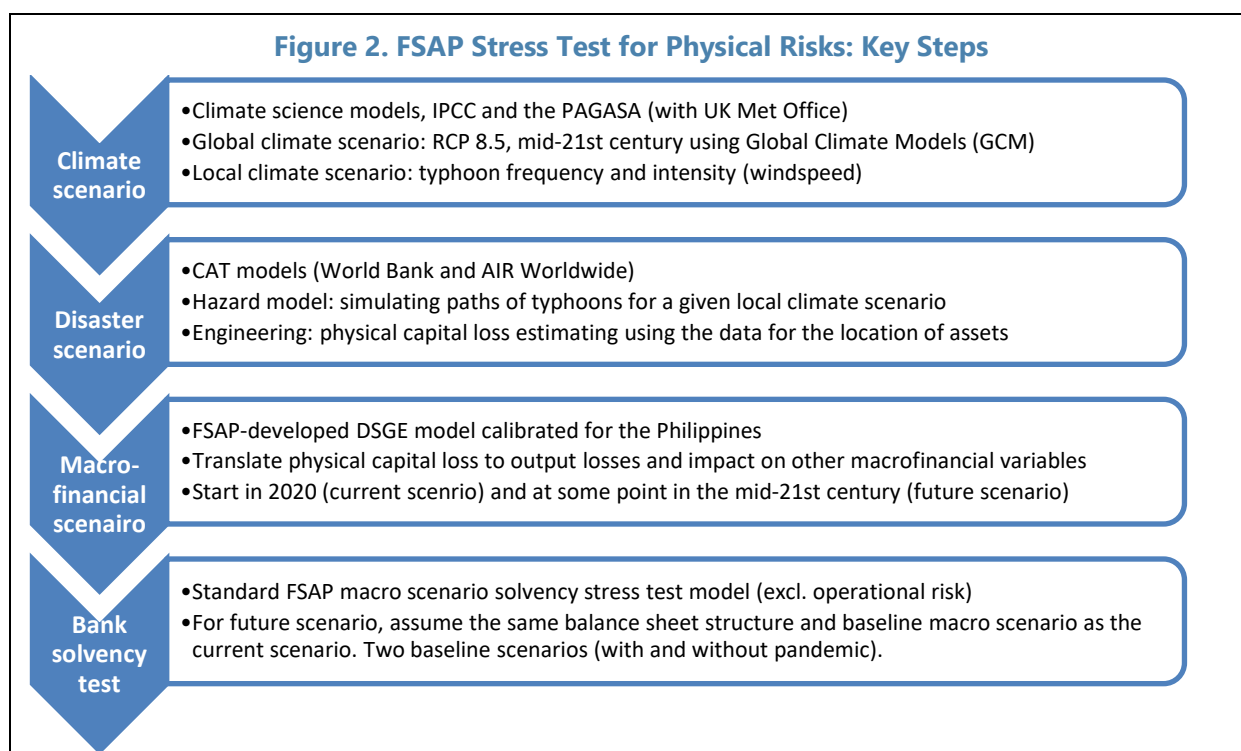 Figure 2. FSAP Stress Test for Physical Risks: Key Steps
Climate
scenario
•Climate science models, IPCC and the PAGASA (with UK Met Office)
•Global climate scenario: RCP 8.5, mid-21st century using Global Climate Models (GCM)
•Local climate scenario: typhoon frequency and intensity (windspeed)
Disaster
scenario
•CAT models (World Bank and AIR Worldwide)
•Hazard model: simulating paths of typhoons for a given local climate scenario
•Engineering: physical capital loss estimating using the data for the location of assets
Macro-
financial
scenairo
•FSAP-developed DSGE model calibrated for the Philippines
•Translate physical capital loss to output losses and impact on other macrofinancial variables
•Start in 2020 (current scenrio) and at some point in the mid-21st century (future scenario)
Bank
solvency
test
•Standard FSAP macro scenario solvency stress test model (excl. operational risk)
•For future scenario, assume the same balance sheet structure and baseline macro scenario as the
current scenario. Two baseline scenarios (with and without pandemic).